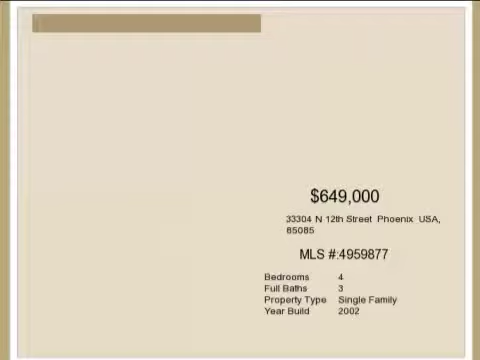 $649,000
33304 N 12th Street Phoenix USA,
85085
MLS #:4959877
Bedrooms 4
Full Baths 3
Property Type Single Family
Year Build 2002